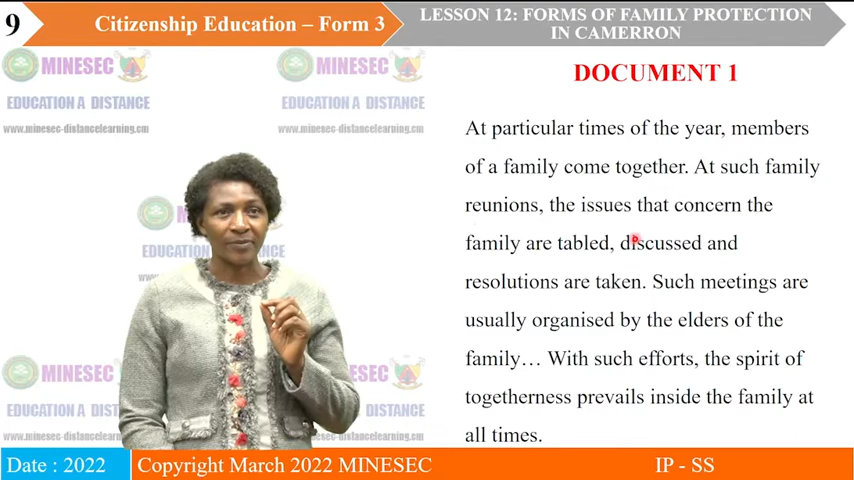 9
Citizenship Education – Form 3
LESSON 12: FORMS OF FAMILY PROTECTION
IN CAMERRON
MINESEC
EDUCATION A DISTANCE
www.minesec-distancelearning.cm
MINESEC
EDUCATION A DISTANCE
www.minesec-distancelearning.cm
DOCUMENT 1
At particular times of the year, members
of a family come together. At such family
reunions, the issues that concern the
family are tabled, discussed and
resolutions are taken. Such meetings are
usually organised by the elders of the
family… With such efforts, the spirit of
togetherness prevails inside the family at
all times.
MINESEC
MINESEC
EDUCATION
DISTANCE
Date : 2022
Copyright March 2022 MINESEC
IP - SS